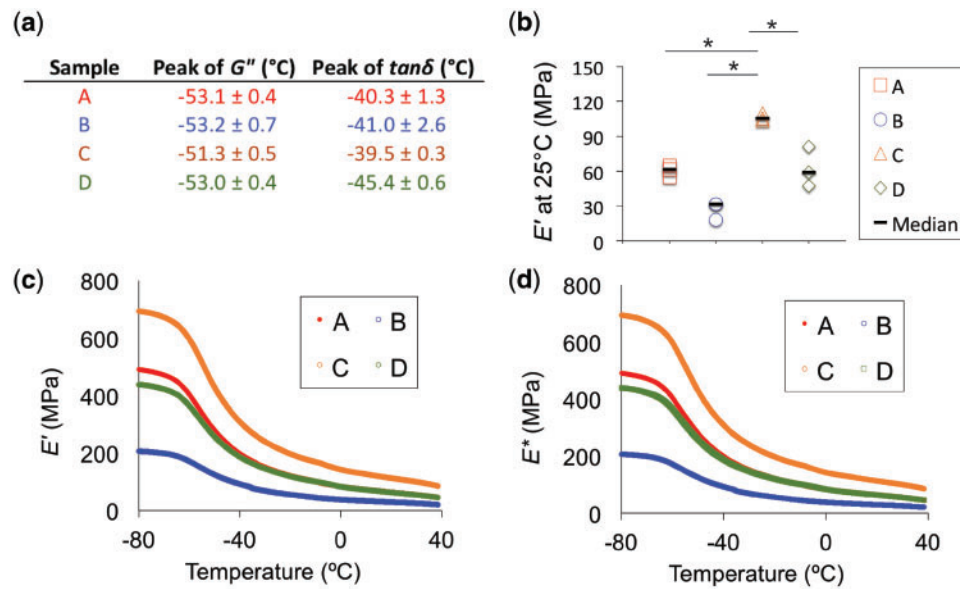 (a)
Sample Peak of G″ (°C) Peak of tanδ (°C)
A -53.1 ± 0.4 -40.3 ± 1.3
B -53.2 ± 0.7 -41.0 ± 2.6
C -51.3 ± 0.5 -39.5 ± 0.3
D -53.0 ± 0.4 -45.4 ± 0.6
(b)
*
*
*
E′ at 25°C (MPa)
150
120
90
60
30
0
A
B
C
D
Median
(c)
E′ (MPa)
800
600
400
200
0
-80 -40 0 40
Temperature (ºC)
A B
C D
(d)
E* (MPa)
800
600
400
200
0
-80 -40 0 40
Temperature (ºC)
A B
C D